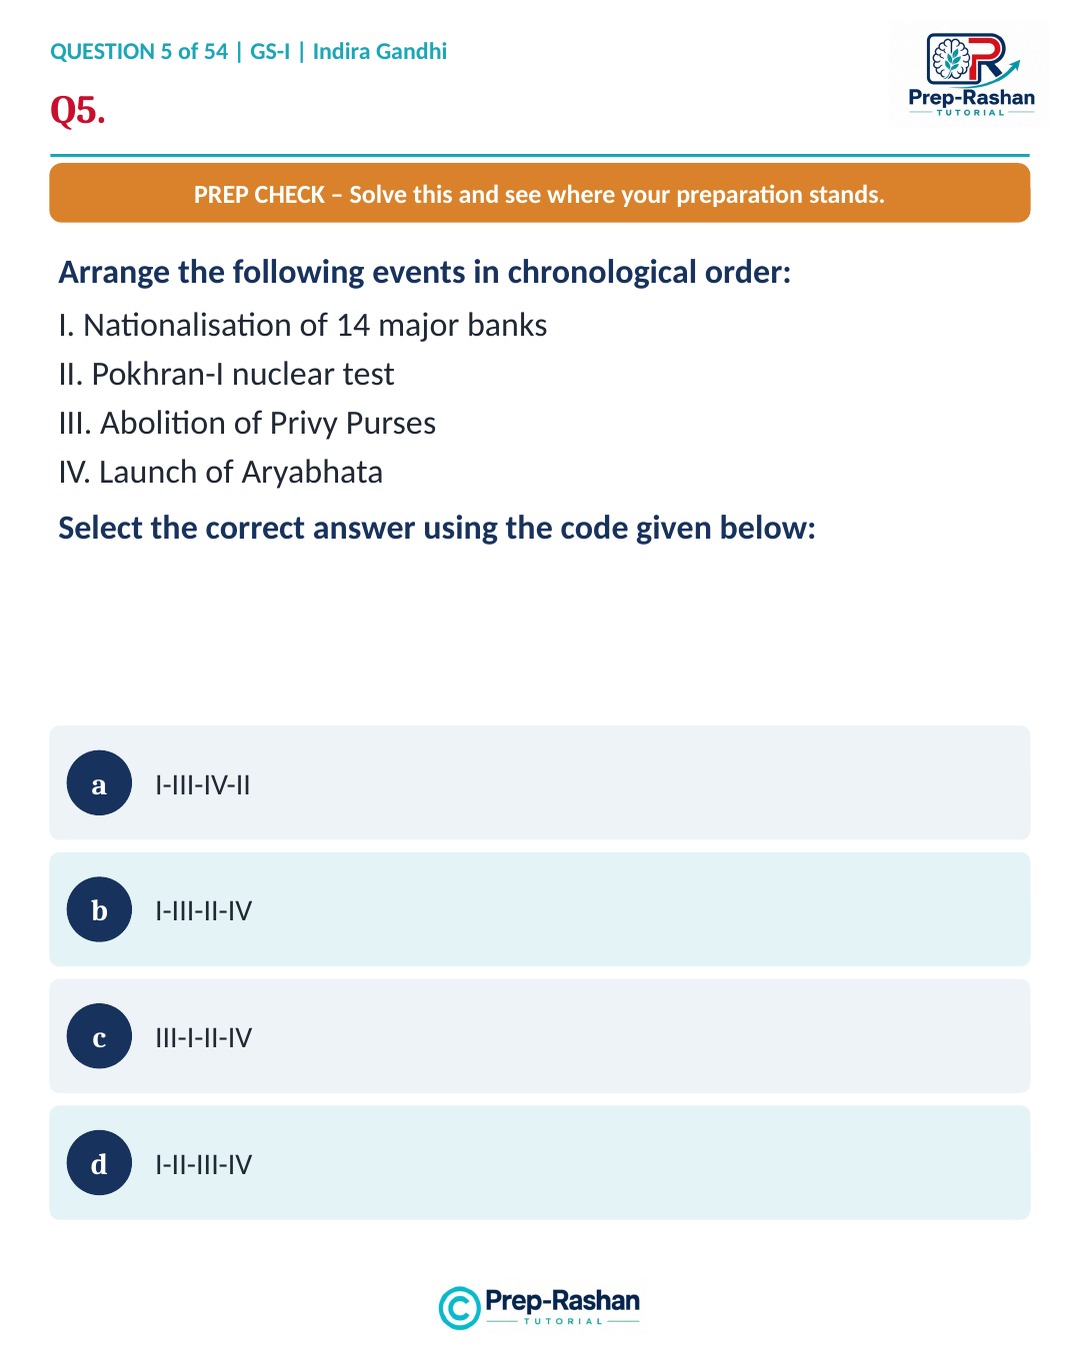 QUESTION 5 of 54 | GS-I | Indira Gandhi
Q5.
Prep-Rashan
TUTORIAL
PREP CHECK – Solve this and see where your preparation stands.
Arrange the following events in chronological order:
I. Nationalisation of 14 major banks
II. Pokhran-I nuclear test
III. Abolition of Privy Purses
IV. Launch of Aryabhata
Select the correct answer using the code given below:
a I-III-IV-II
b I-III-II-IV
c III-I-II-IV
d I-II-III-IV
© Prep-Rashan
TUTORIAL